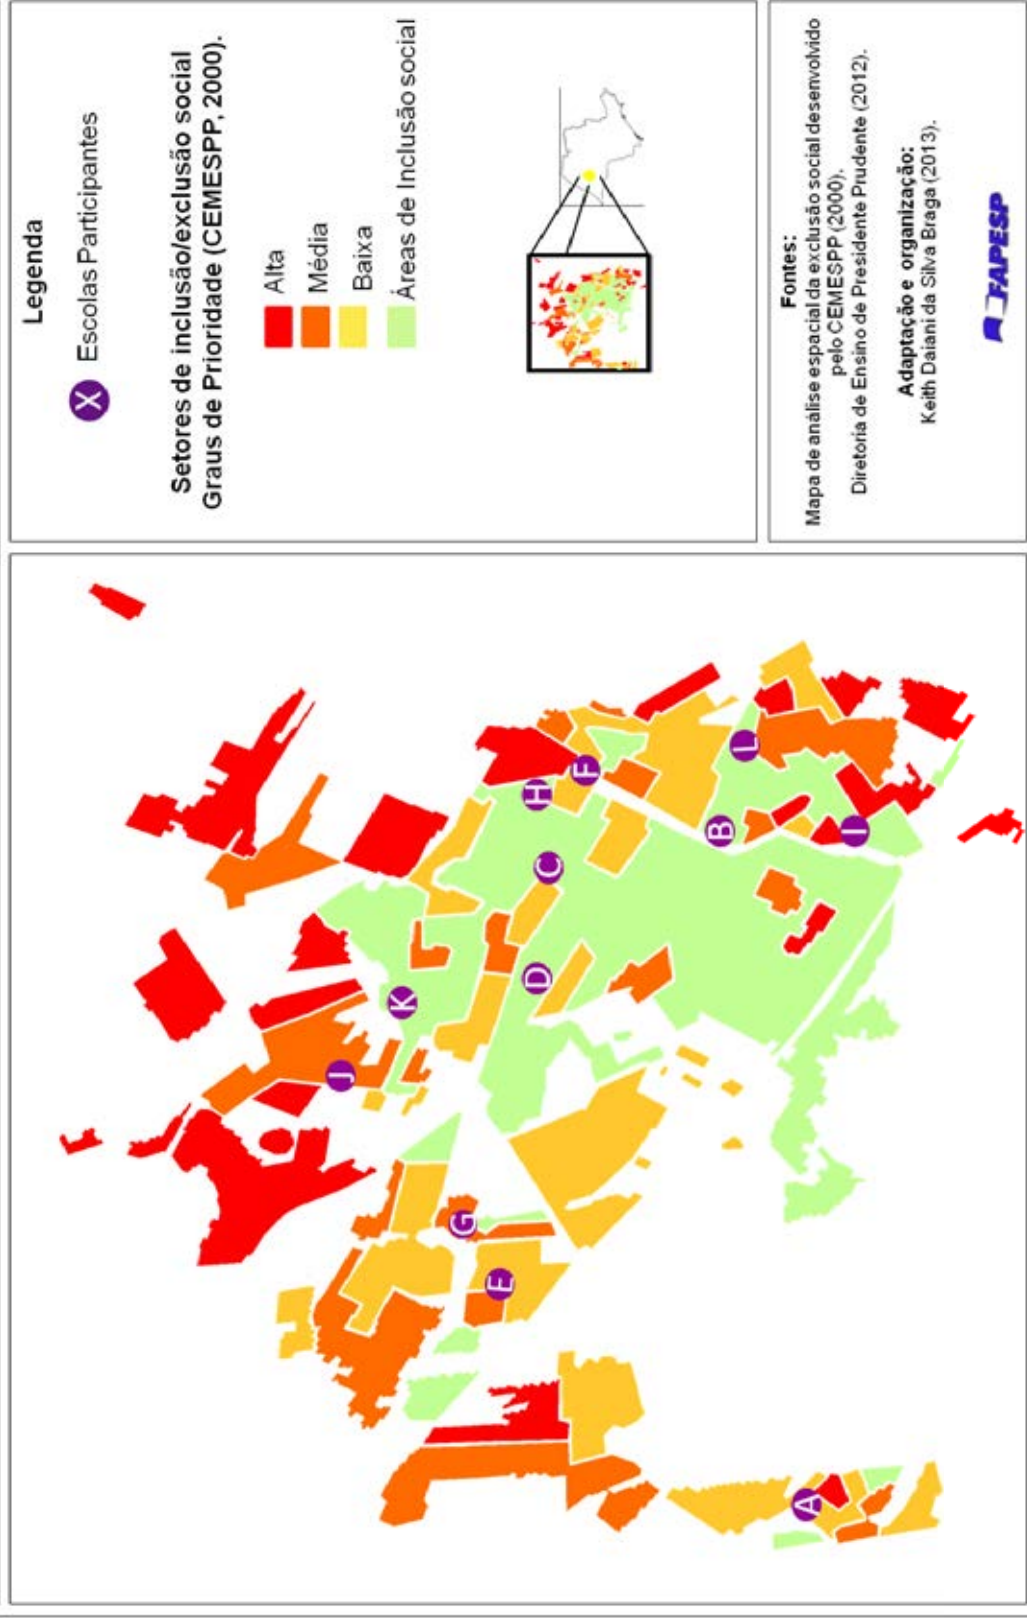 Legenda
X Escolas Participantes
Setores de inclusão/exclusão social
Graus de Prioridade (CEMESPP, 2000).
Alta
Média
Baixa
Áreas de Inclusão social
Fontes:
Mapa de análise espacial da exclusão social desenvolvido
pelo CEMESPP (2000).
Diretoria de Ensino de Presidente Prudente (2012).
Adaptação e organização:
Keith Daiani da Silva Braga (2013).
FAPESP
J
K
G
E
D
C
H
F
B
L
I
A